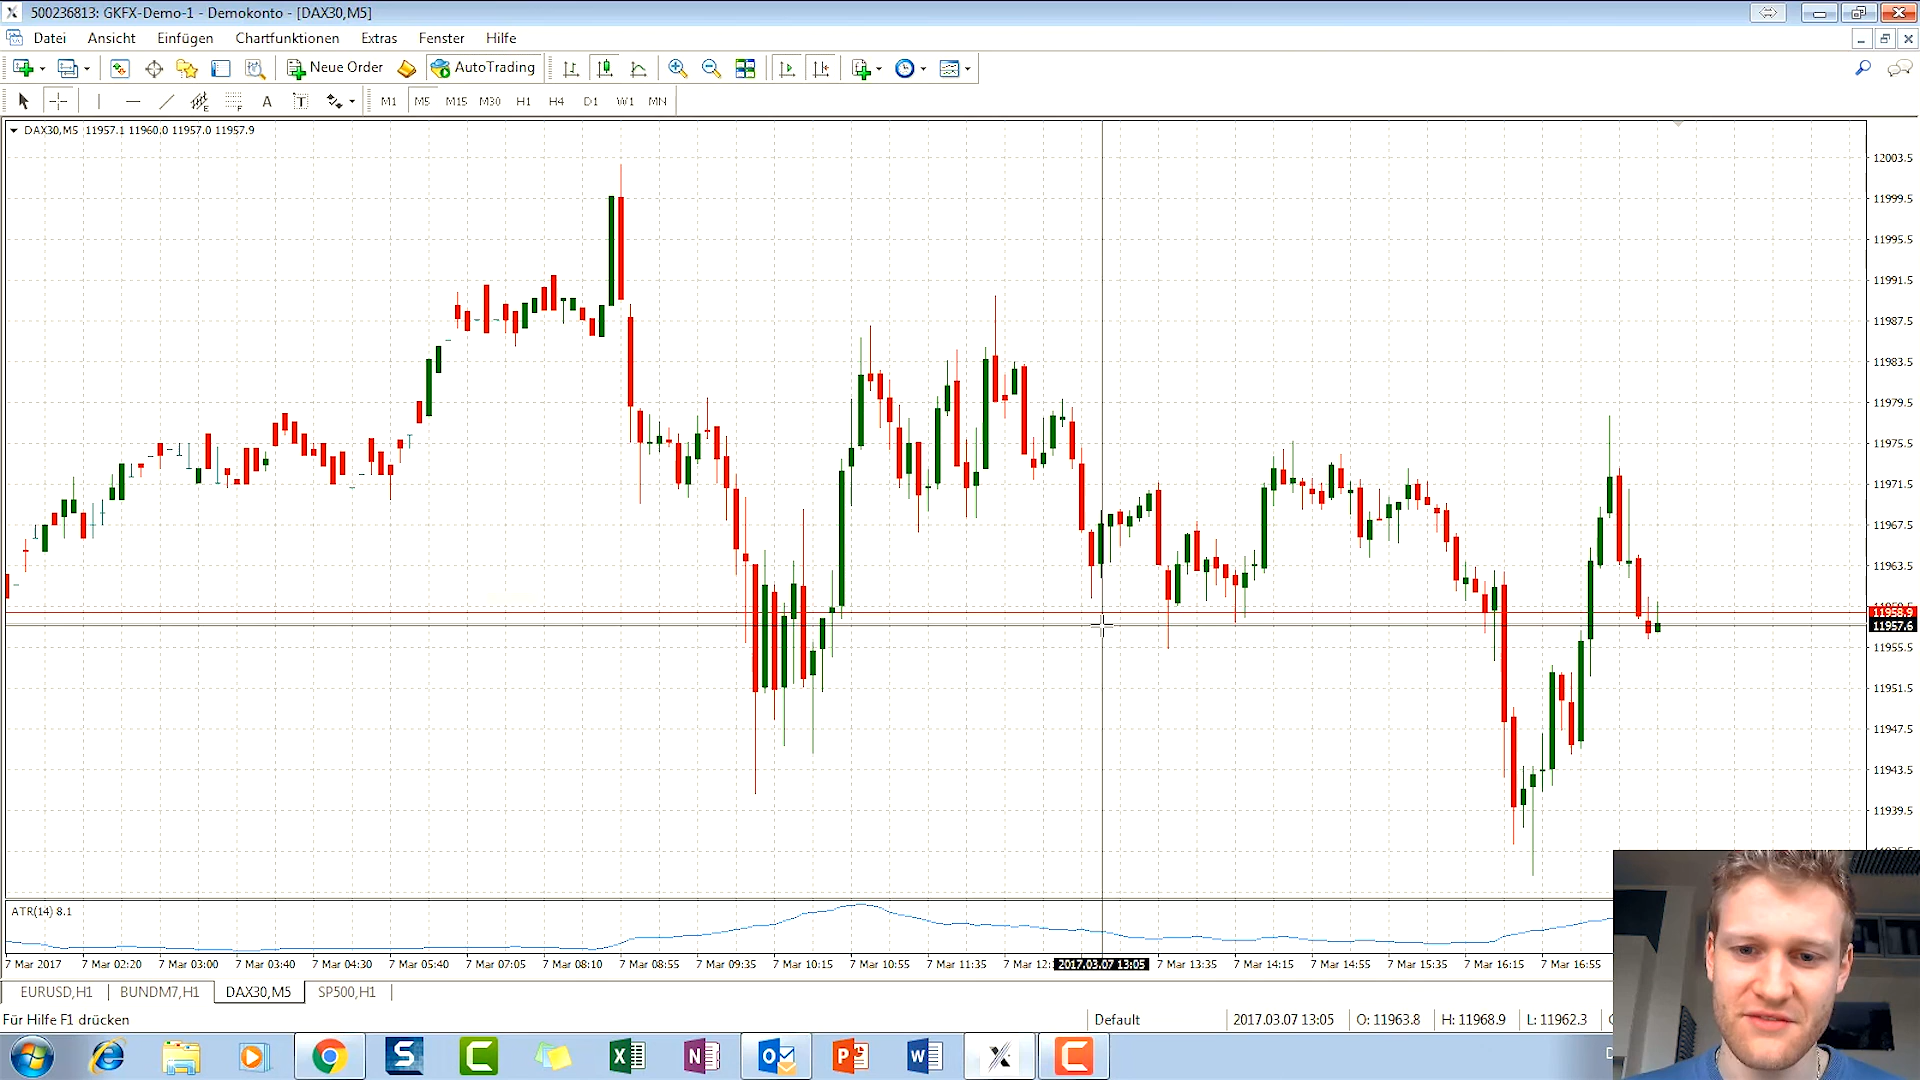 500236813: GKFX-Demo-1 - Demokonto - [DAX30,M5]
Datei Ansicht Einfügen Chartfunktionen Extras Fenster Hilfe
Neue Order AutoTrading
A T M1 M5 M15 M30 H1 H4 D1 W1 MN
DAX30,M5 11957.1 11960.0 11957.0 11957.9
12003.5
11999.5
11995.5
11991.5
11987.5
11983.5
11979.5
11975.5
11971.5
11967.5
11963.5
11958.9
11957.6
11955.5
11951.5
11947.5
11943.5
11939.5
ATR(14) 8.1
7 Mar 2017 7 Mar 02:20 7 Mar 03:00 7 Mar 03:40 7 Mar 04:30 7 Mar 05:40 7 Mar 07:05 7 Mar 08:10 7 Mar 08:55 7 Mar 09:35 7 Mar 10:15 7 Mar 10:55 7 Mar 11:35 7 Mar 12: 2017.03.07 13:05 7 Mar 13:35 7 Mar 14:15 7 Mar 14:55 7 Mar 15:35 7 Mar 16:15 7 Mar 16:55
EURUSD,H1 BUNDM7,H1 DAX30,M5 SP500,H1
Für Hilfe F1 drücken Default 2017.03.07 13:05 O: 11963.8 H: 11968.9 L: 11962.3